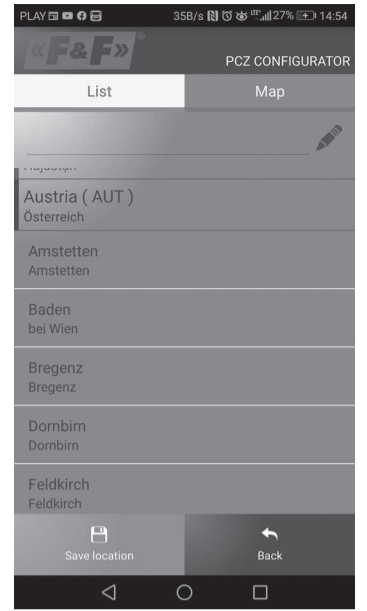 PLAY 35B/s LTE 27% 14:54
«F&F»®
PCZ CONFIGURATOR
List Map
Austria ( AUT )
Österreich
Amstetten
Amstetten
Baden
bei Wien
Bregenz
Bregenz
Dornbirn
Dornbirn
Feldkirch
Feldkirch
Save location Back